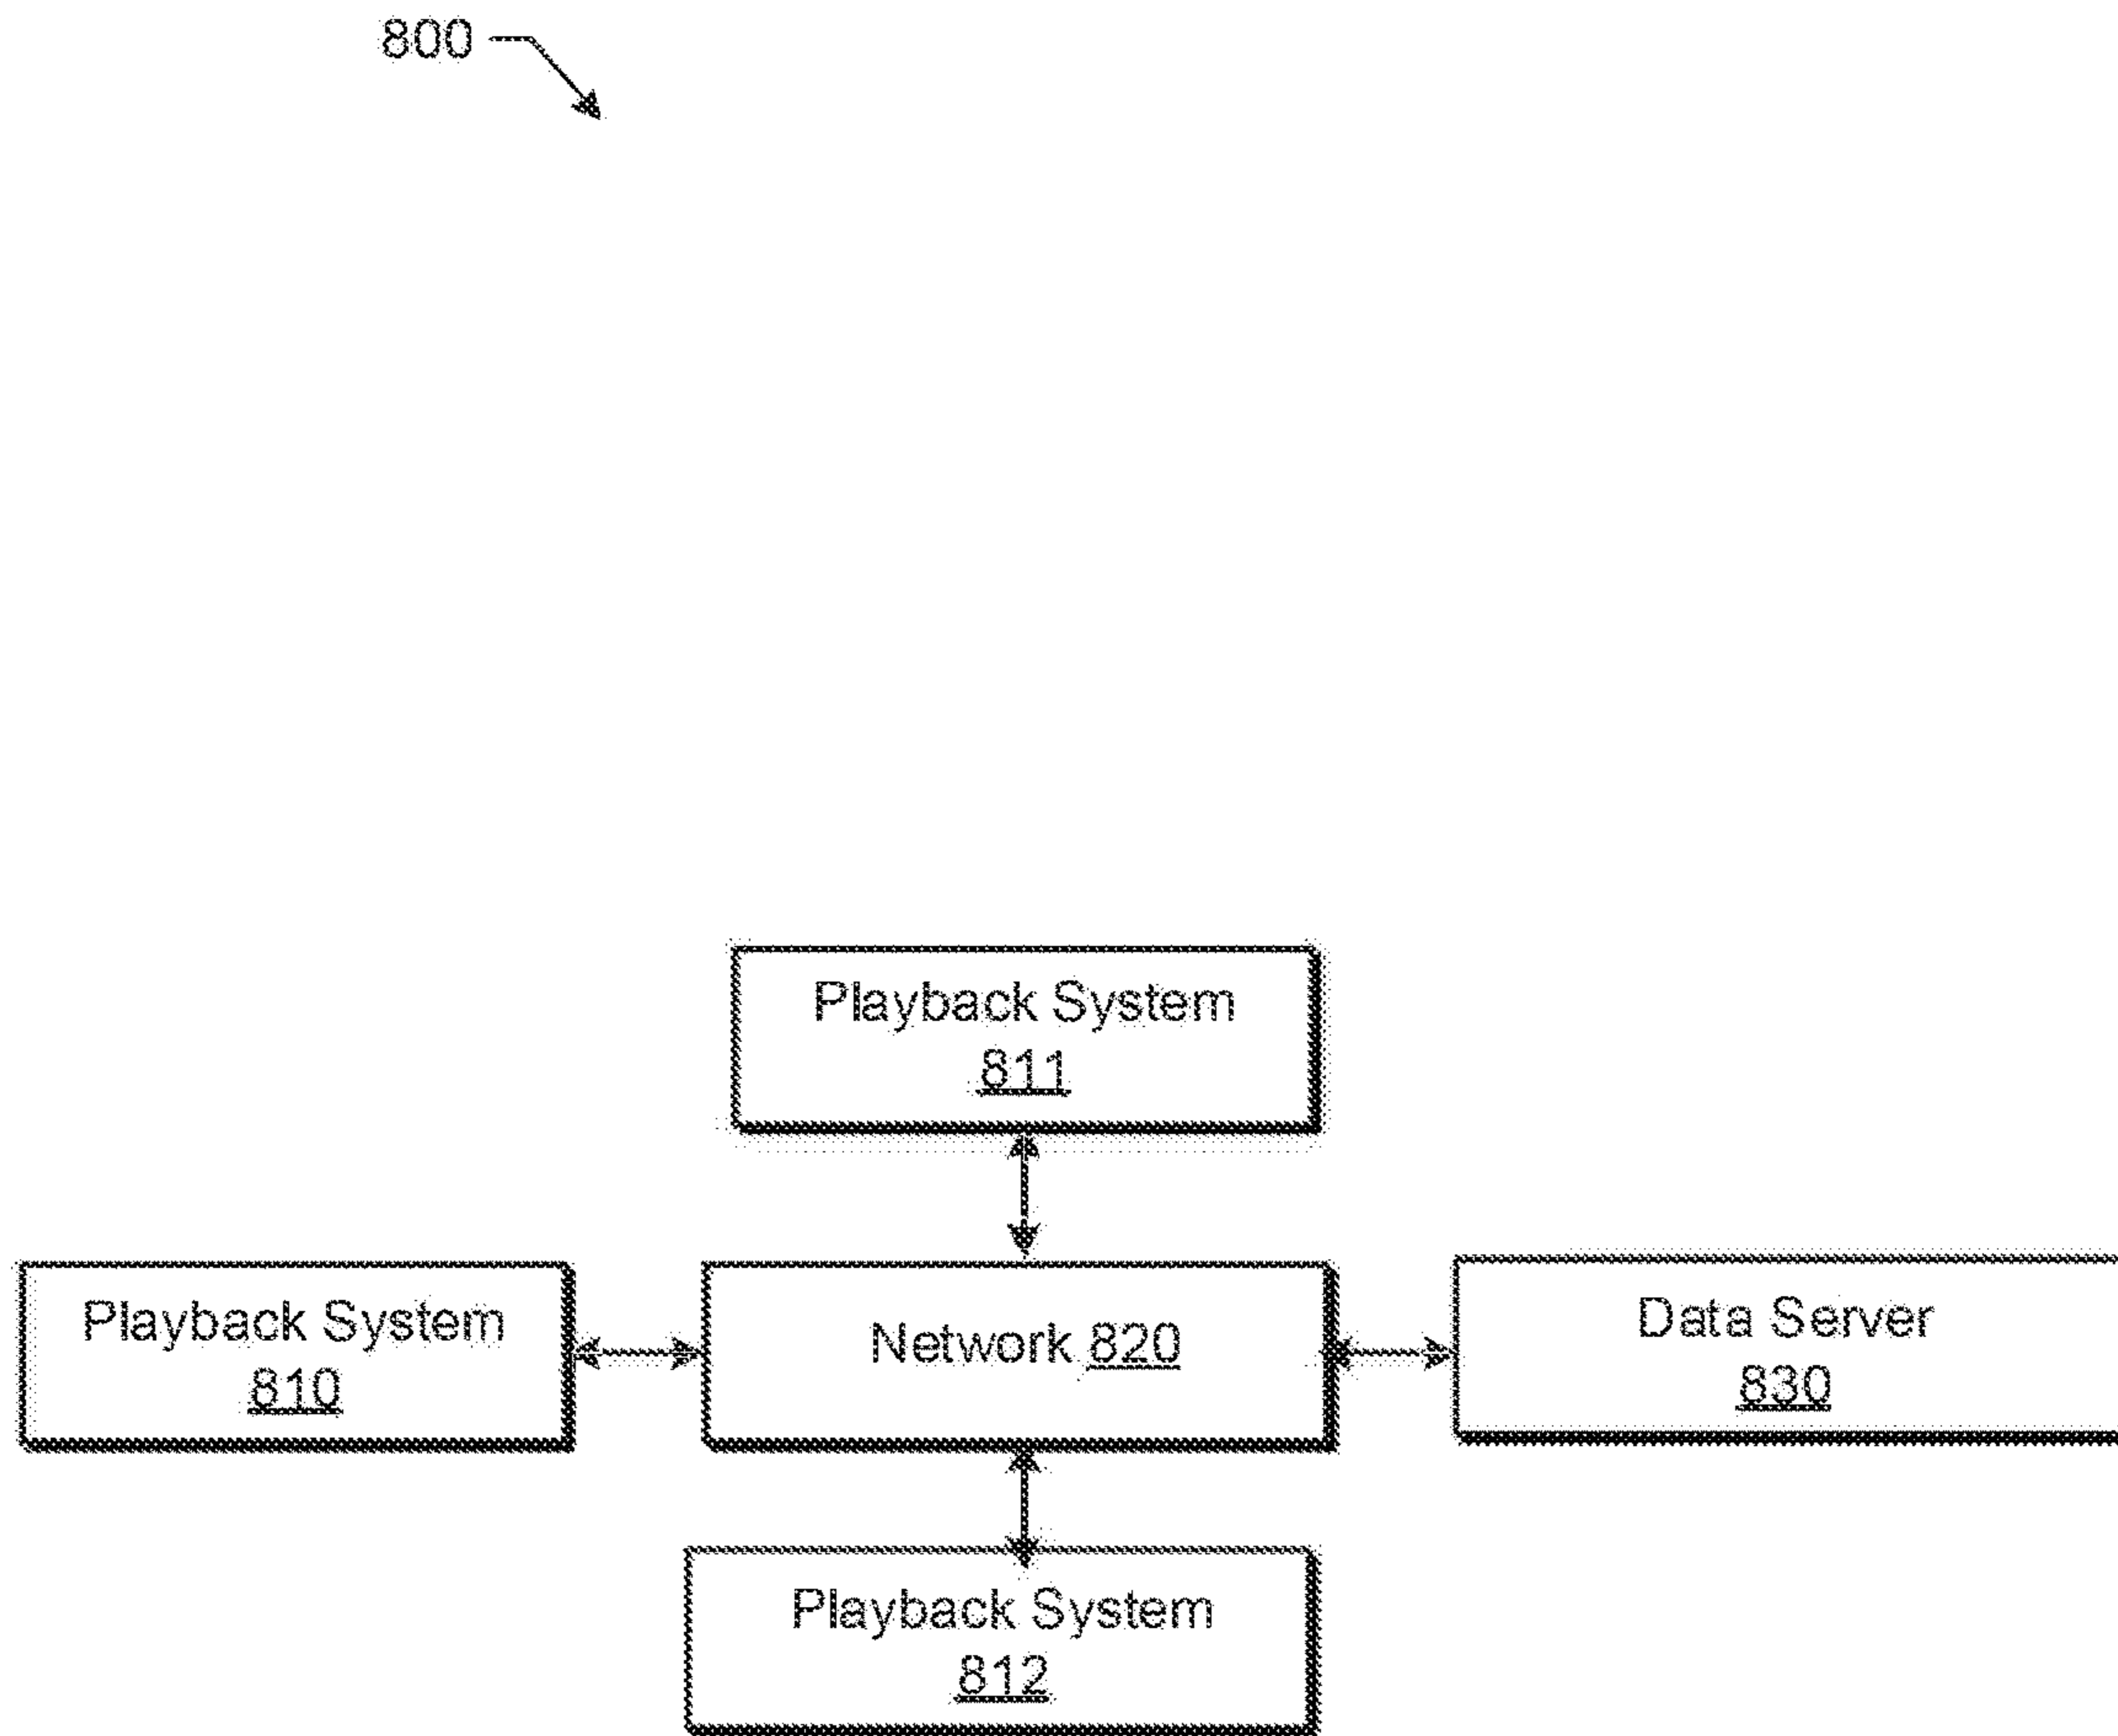 800
Playback System
811
Playback System
810
Network 820
Data Server
830
Playback System
812